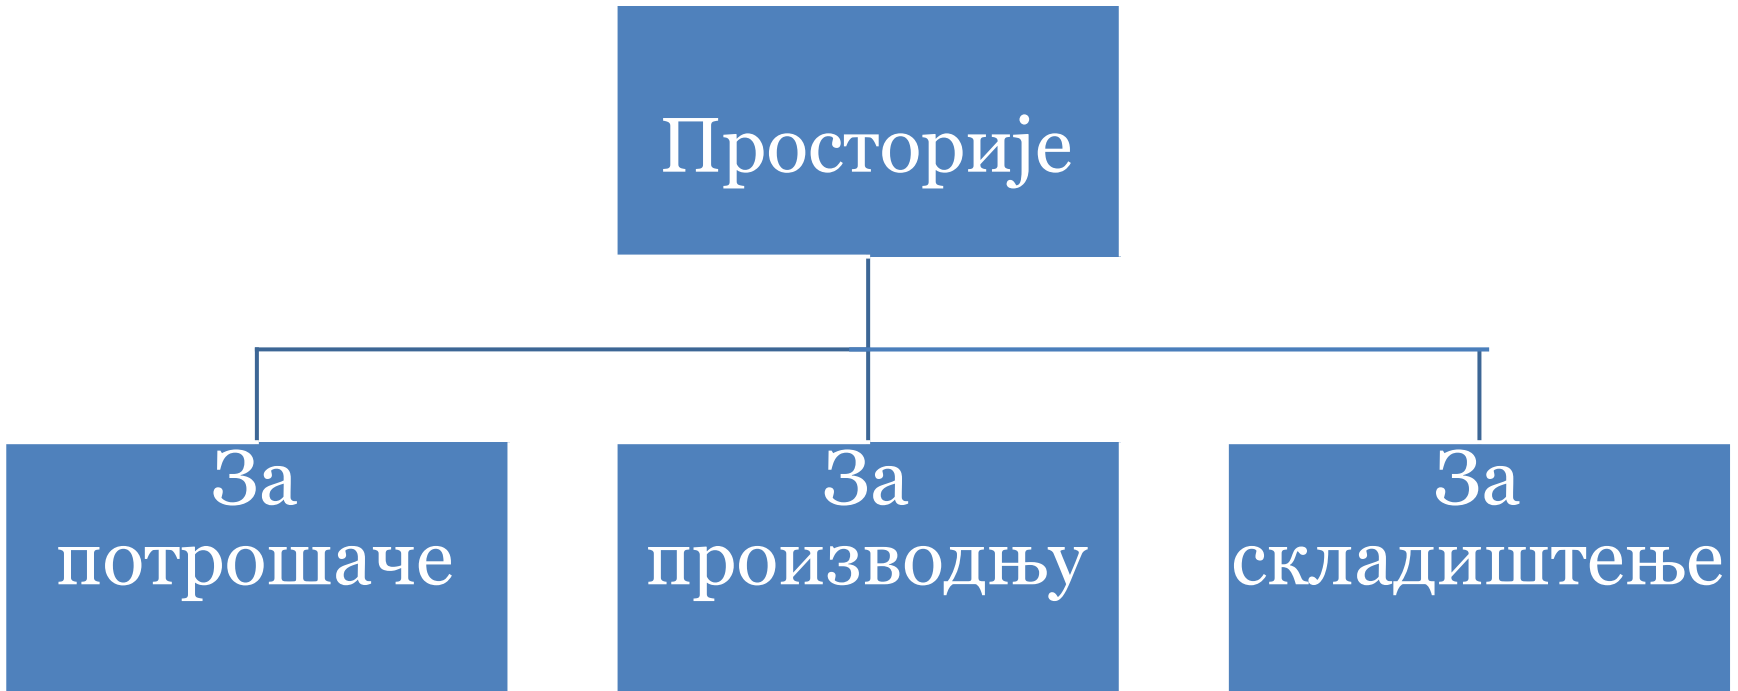 Просторије
За
потрошаче
За
производњу
За
складиштење